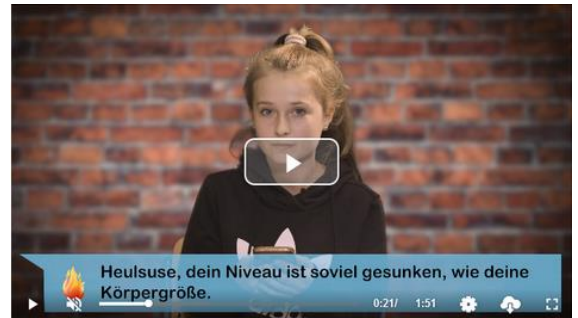 Heulsuse, dein Niveau ist soviel gesunken, wie deine
Körpergröße.
0:21/ 1:51